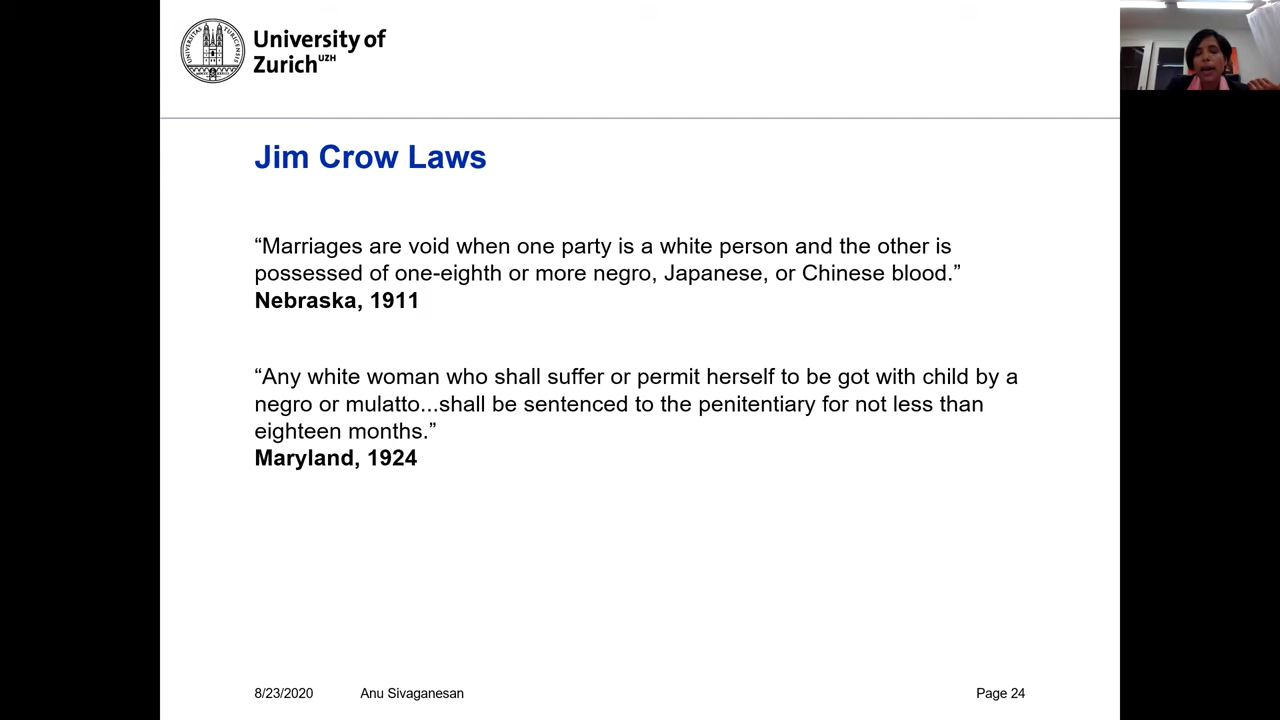 University of
Zurich UZH
Jim Crow Laws
“Marriages are void when one party is a white person and the other is
possessed of one-eighth or more negro, Japanese, or Chinese blood.”
Nebraska, 1911
“Any white woman who shall suffer or permit herself to be got with child by a
negro or mulatto...shall be sentenced to the penitentiary for not less than
eighteen months.”
Maryland, 1924
8/23/2020 Anu Sivaganesan Page 24